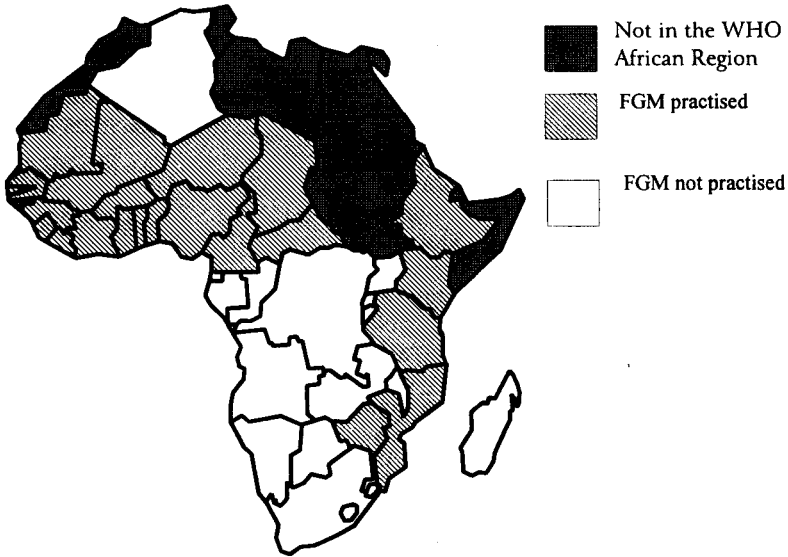 Not in the WHO
African Region
FGM practised
FGM not practised